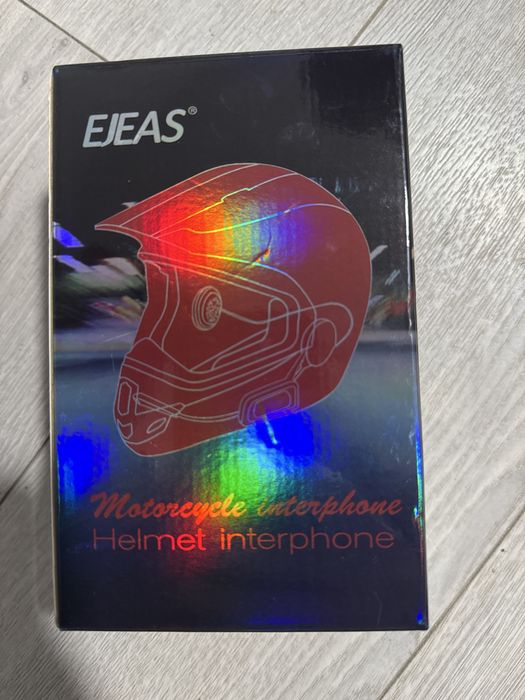 EJEAS®
Motorcycle interphone
Helmet interphone